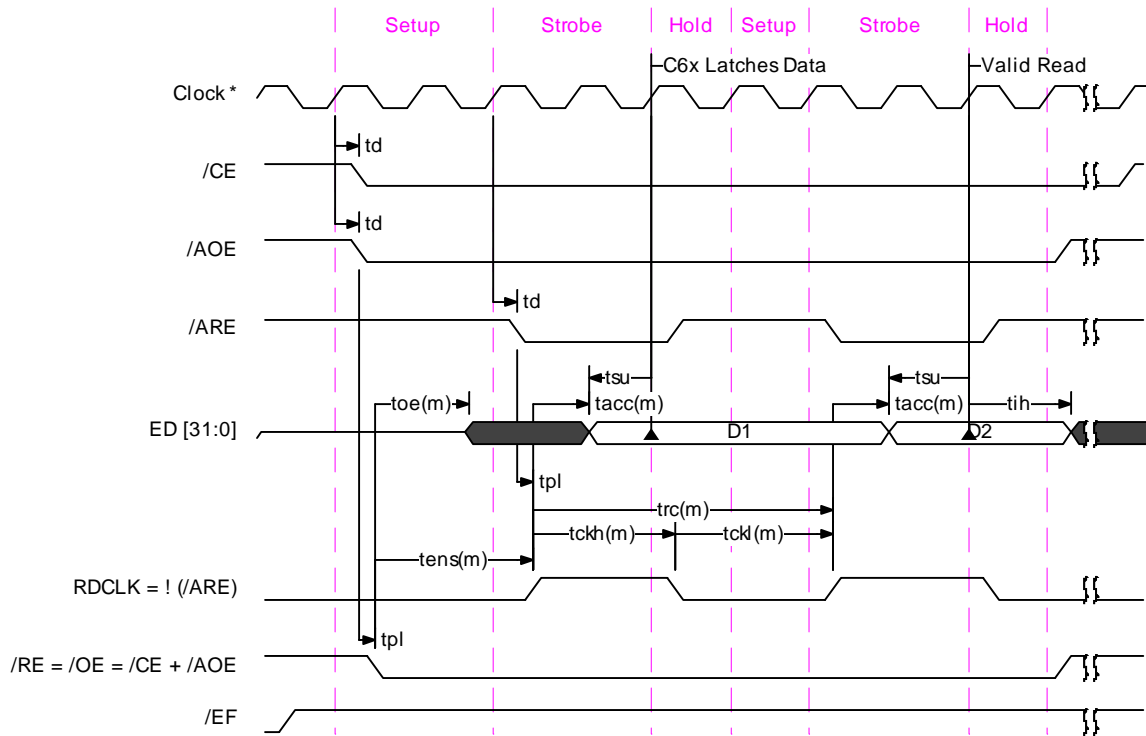 Setup Strobe Hold Setup Strobe Hold
C6x Latches Data Valid Read
Clock *
td
/CE
td
/AOE
td
/ARE
tsu tsu
toe(m) tacc(m) tacc(m) tih
ED [31:0] D1 D2
tpl
trc(m)
tckh(m) tckl(m)
tens(m)
RDCLK = ! (/ARE)
tpl
/RE = /OE = /CE + /AOE
/EF